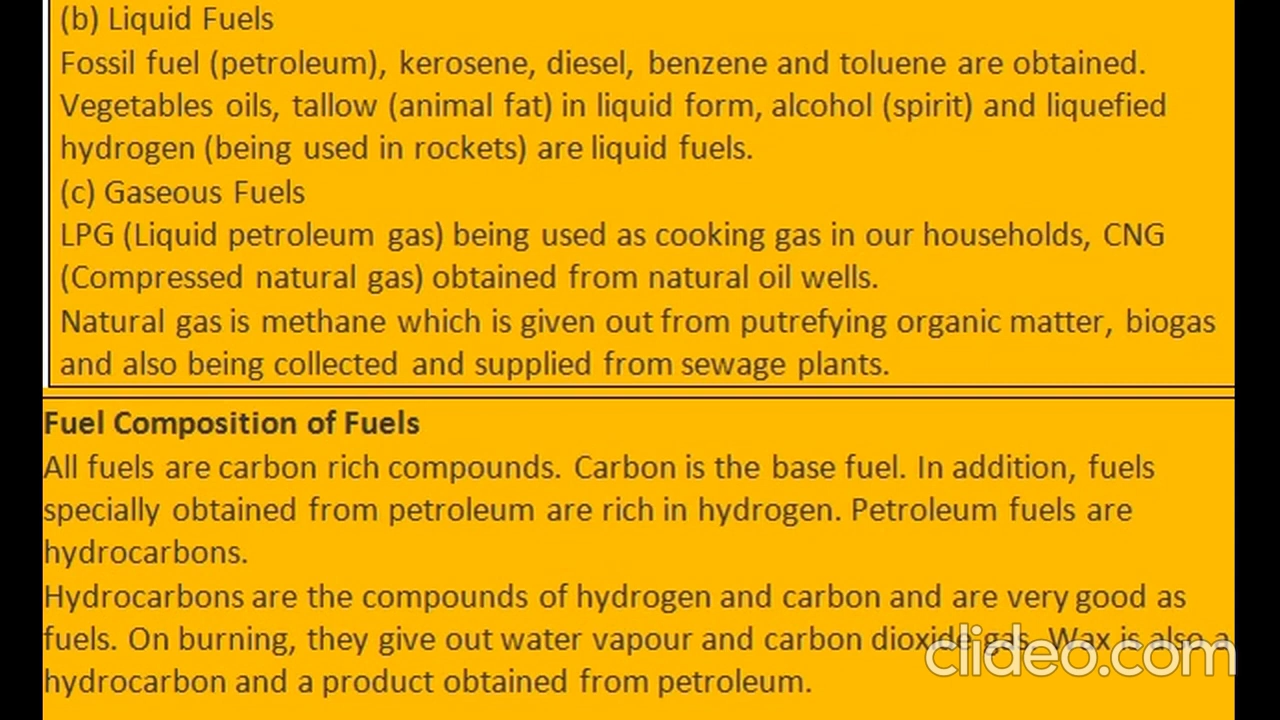 (b) Liquid Fuels
Fossil fuel (petroleum), kerosene, diesel, benzene and toluene are obtained.
Vegetables oils, tallow (animal fat) in liquid form, alcohol (spirit) and liquefied
hydrogen (being used in rockets) are liquid fuels.
(c) Gaseous Fuels
LPG (Liquid petroleum gas) being used as cooking gas in our households, CNG
(Compressed natural gas) obtained from natural oil wells.
Natural gas is methane which is given out from putrefying organic matter, biogas
and also being collected and supplied from sewage plants.
Fuel Composition of Fuels
All fuels are carbon rich compounds. Carbon is the base fuel. In addition, fuels
specially obtained from petroleum are rich in hydrogen. Petroleum fuels are
hydrocarbons.
Hydrocarbons are the compounds of hydrogen and carbon and are very good as
fuels. On burning, they give out water vapour and carbon dioxide gas. Wax is also a
hydrocarbon and a product obtained from petroleum.
clideo.com